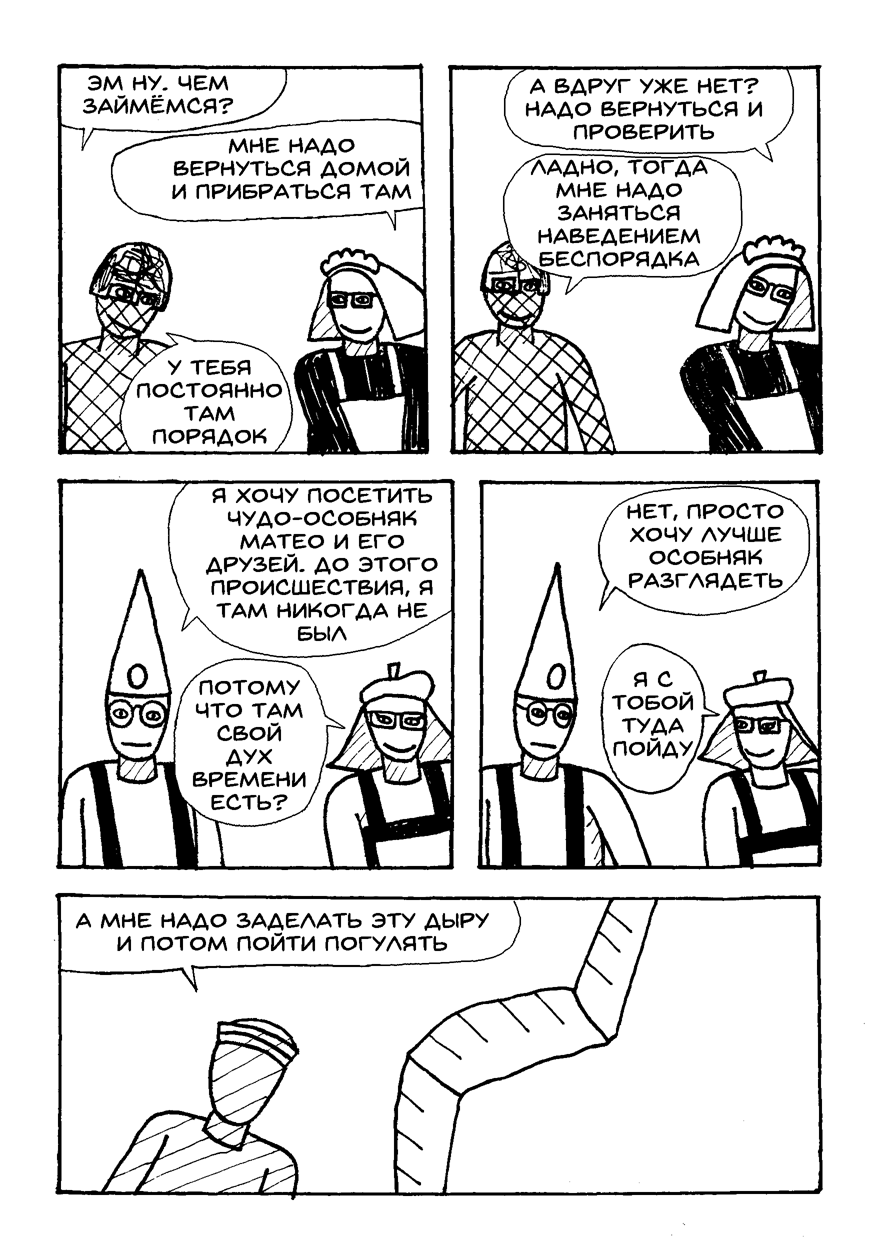 ЭМ НУ. ЧЕМ
ЗАЙМЁМСЯ?
МНЕ НАДО
ВЕРНУТЬСЯ ДОМОЙ
И ПРИБРАТЬСЯ ТАМ
У ТЕБЯ
ПОСТОЯННО
ТАМ
ПОРЯДОК
А ВДРУГ УЖЕ НЕТ?
НАДО ВЕРНУТЬСЯ И
ПРОВЕРИТЬ
ЛАДНО, ТОГДА
МНЕ НАДО
ЗАНЯТЬСЯ
НАВЕДЕНИЕМ
БЕСПОРЯДКА
Я ХОЧУ ПОСЕТИТЬ
ЧУДО-ОСОБНЯК
МАТЕО И ЕГО
ДРУЗЕЙ. ДО ЭТОГО
ПРОИСШЕСТВИЯ, Я
ТАМ НИКОГДА НЕ
БЫЛ
ПОТОМУ
ЧТО ТАМ
СВОЙ
ДУХ
ВРЕМЕНИ
ЕСТЬ?
НЕТ, ПРОСТО
ХОЧУ ЛУЧШЕ
ОСОБНЯК
РАЗГЛЯДЕТЬ
Я С
ТОБОЙ
ТУДА
ПОЙДУ
А МНЕ НАДО ЗАДЕЛАТЬ ЭТУ ДЫРУ
И ПОТОМ ПОЙТИ ПОГУЛЯТЬ